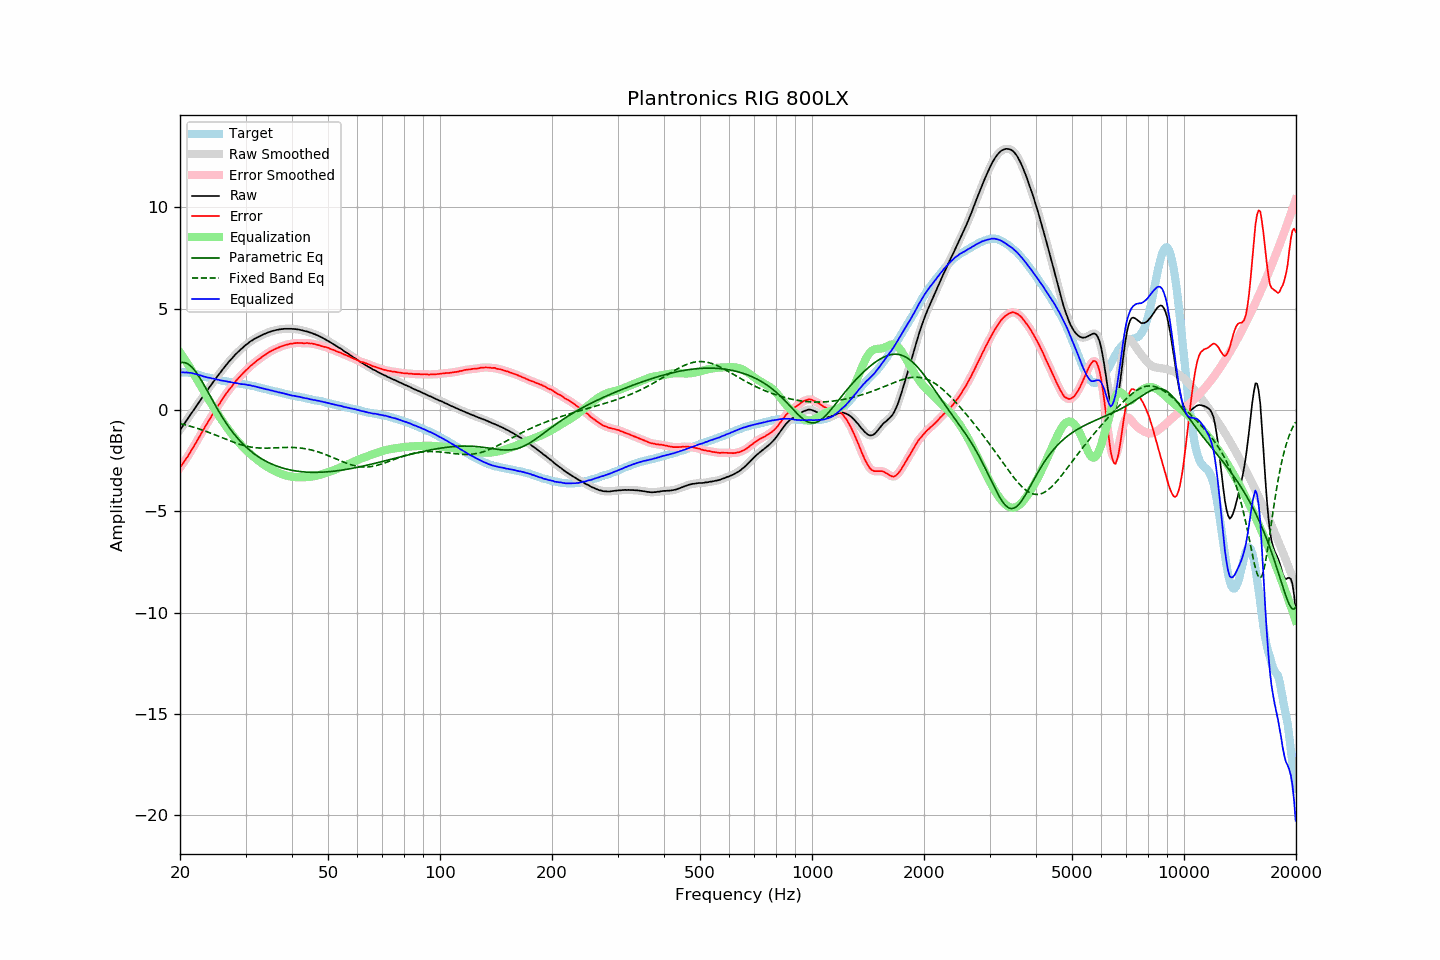 Plantronics RIG 800LX
Target
Raw Smoothed
Error Smoothed
Raw
Error
Equalization
Parametric Eq
Fixed Band Eq
Equalized
10
5
0
−5
−10
−15
−20
Amplitude (dBr)
20
50
100
200
500
1000
2000
5000
10000
20000
Frequency (Hz)